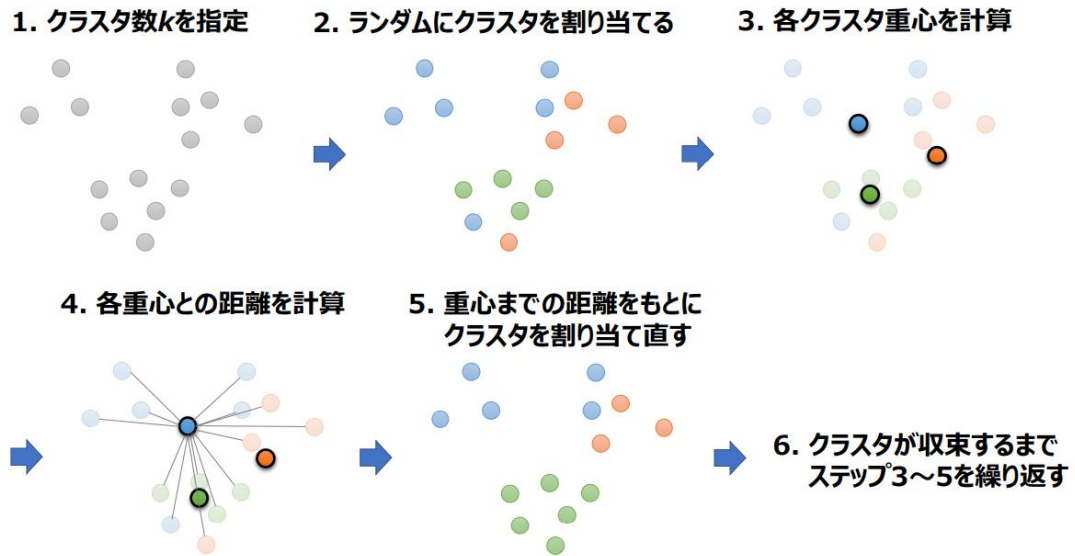 1. クラスタ数kを指定
2. ランダムにクラスタを割り当てる
3. 各クラスタ重心を計算
4. 各重心との距離を計算
5. 重心までの距離をもとに
クラスタを割り当て直す
6. クラスタが収束するまで
ステップ3～5を繰り返す